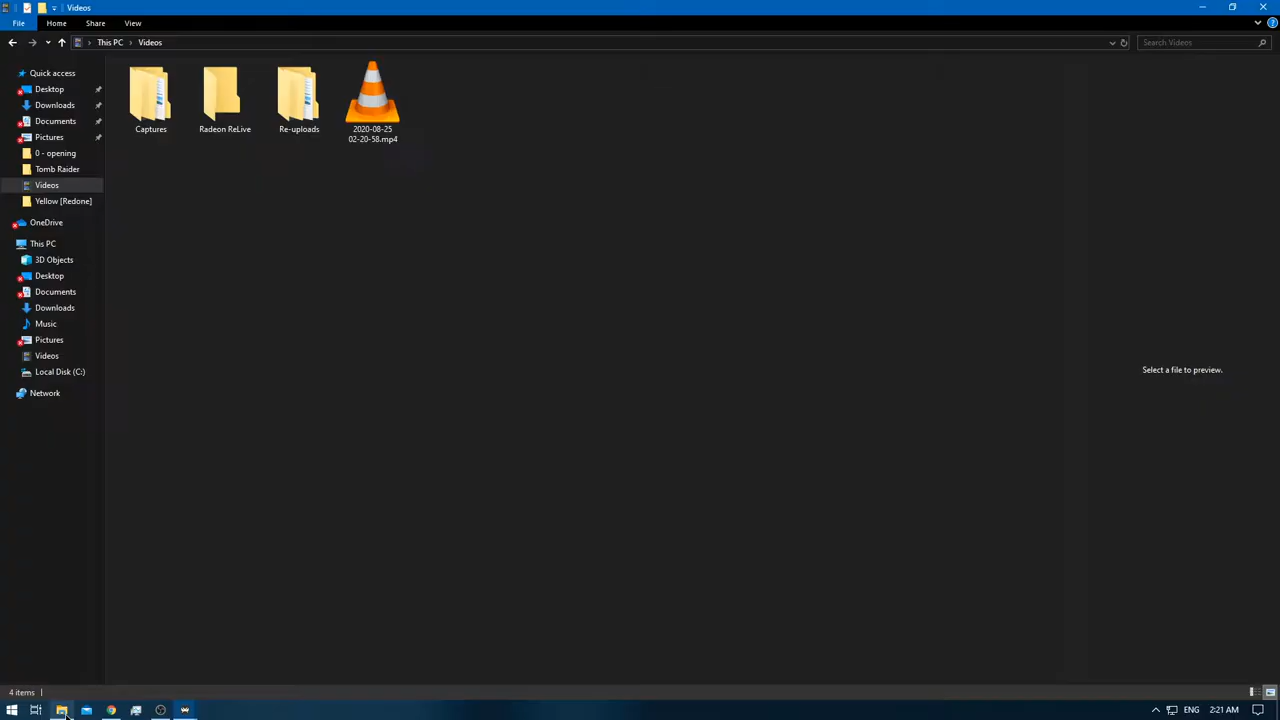 Videos
File Home Share View
This PC Videos Search Videos
Quick access
Desktop
Downloads
Documents
Pictures
0 - opening
Tomb Raider
Videos
Yellow [Redone]
OneDrive
This PC
3D Objects
Desktop
Documents
Downloads
Music
Pictures
Videos
Local Disk (C:)
Network
Captures
Radeon ReLive
Re-uploads
2020-08-25
02-20-58.mp4
Select a file to preview.
4 items
ENG 2:21 AM